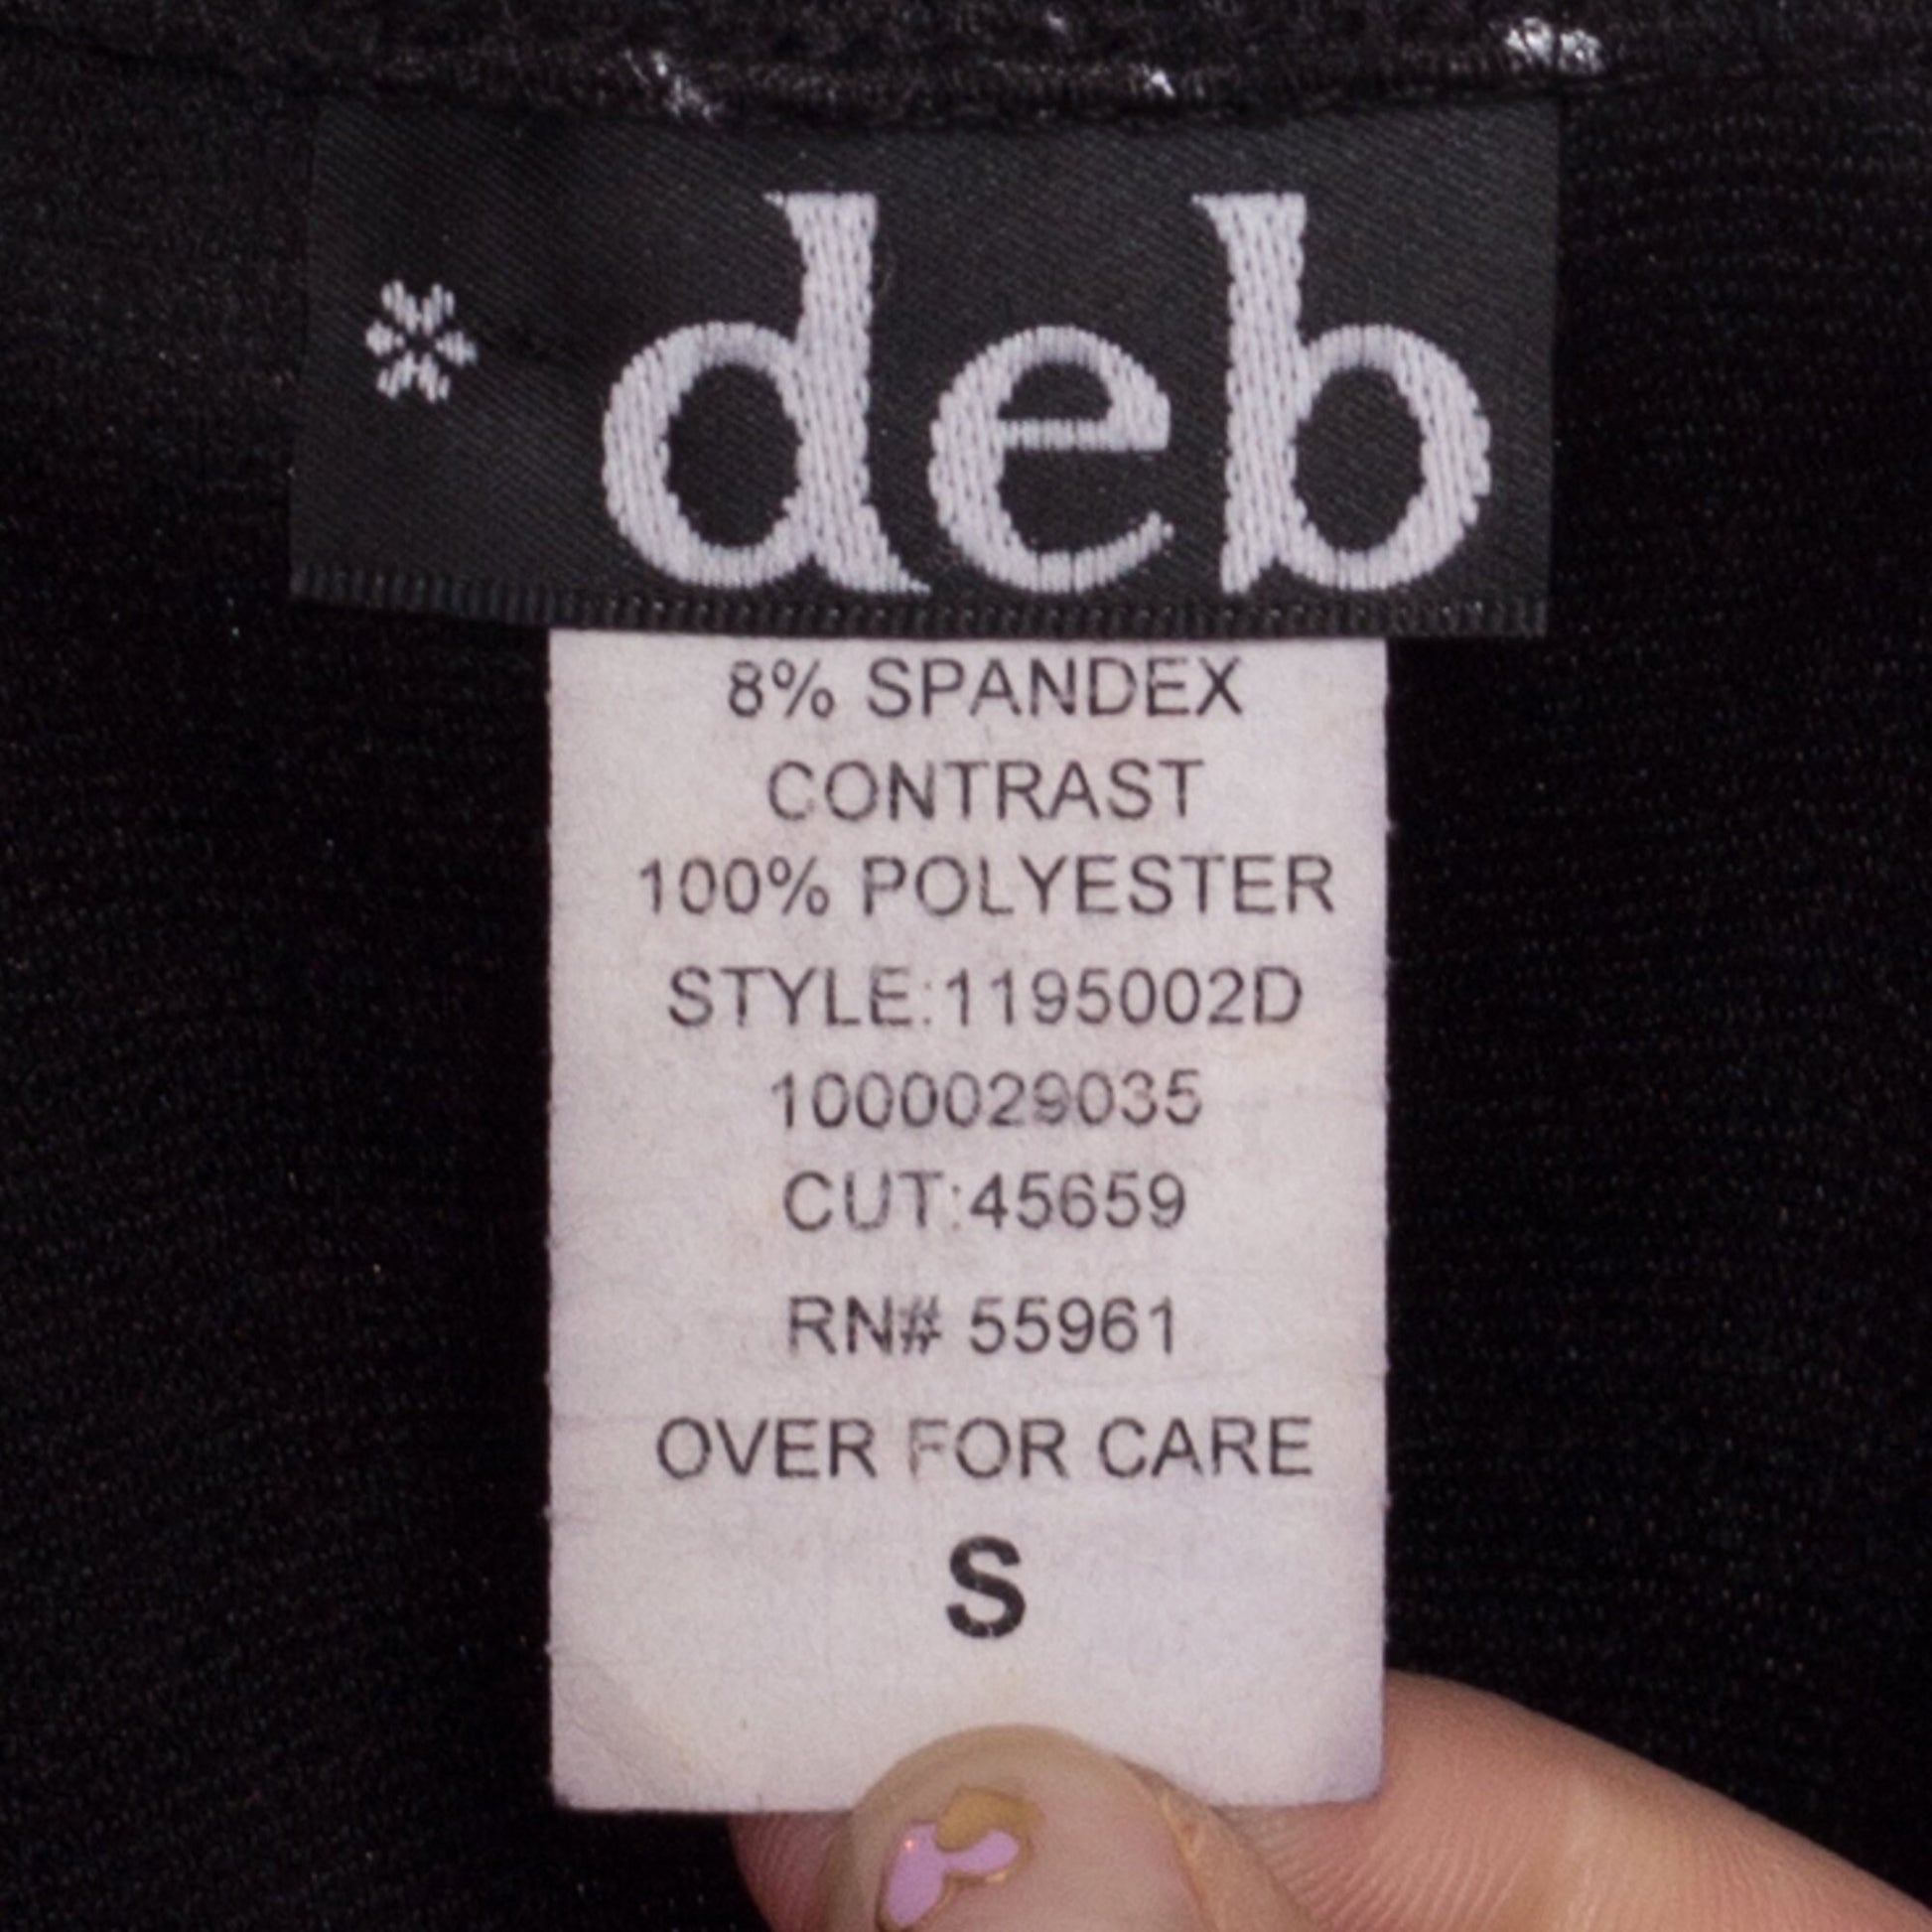 * deb
8% SPANDEX
CONTRAST
100% POLYESTER
STYLE:1195002D
1000029035
CUT:45659
RN# 55961
OVER FOR CARE
S